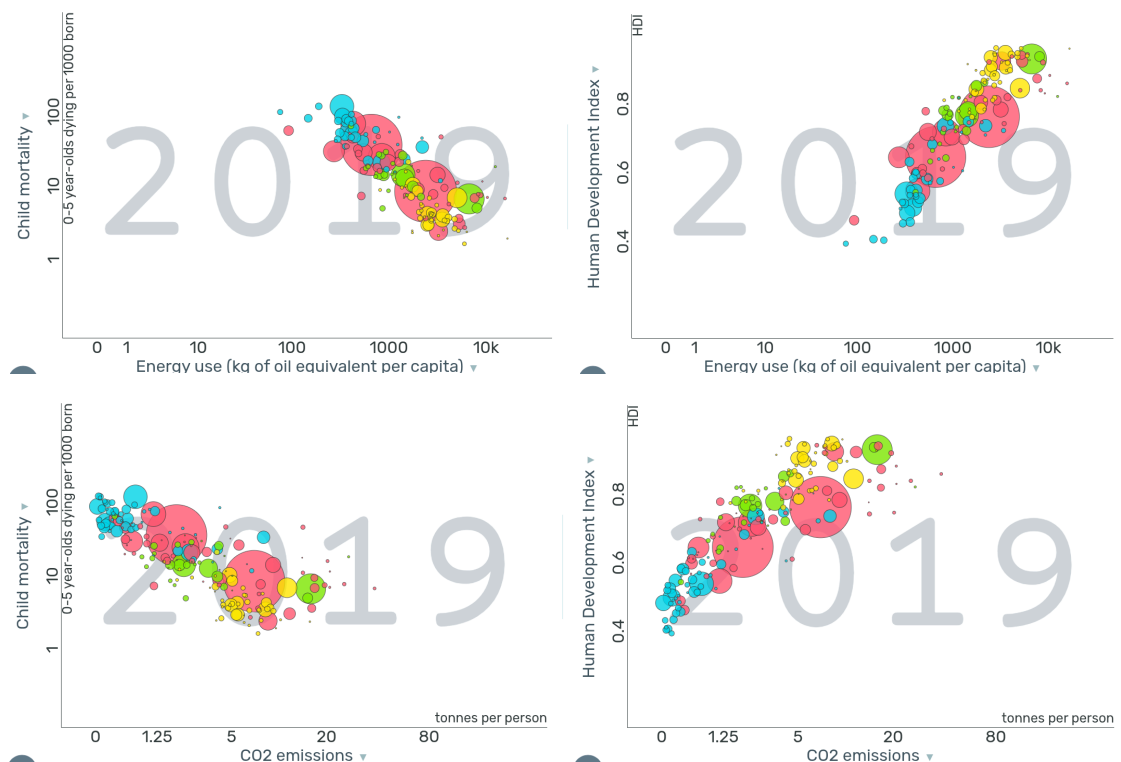 Child mortality ▼
0-5 year-olds dying per 1000 born
100
10
1
2019
0 1 10 100 1000 10k
Energy use (kg of oil equivalent per capita) ▼
Human Development Index ▼
HDI
0.8
0.6
0.4
2019
0 1 10 100 1000 10k
Energy use (kg of oil equivalent per capita) ▼
Child mortality ▼
0-5 year-olds dying per 1000 born
100
10
1
2019
tonnes per person
0 1.25 5 20 80
CO2 emissions ▼
Human Development Index ▼
HDI
0.8
0.6
0.4
2019
tonnes per person
0 1.25 5 20 80
CO2 emissions ▼